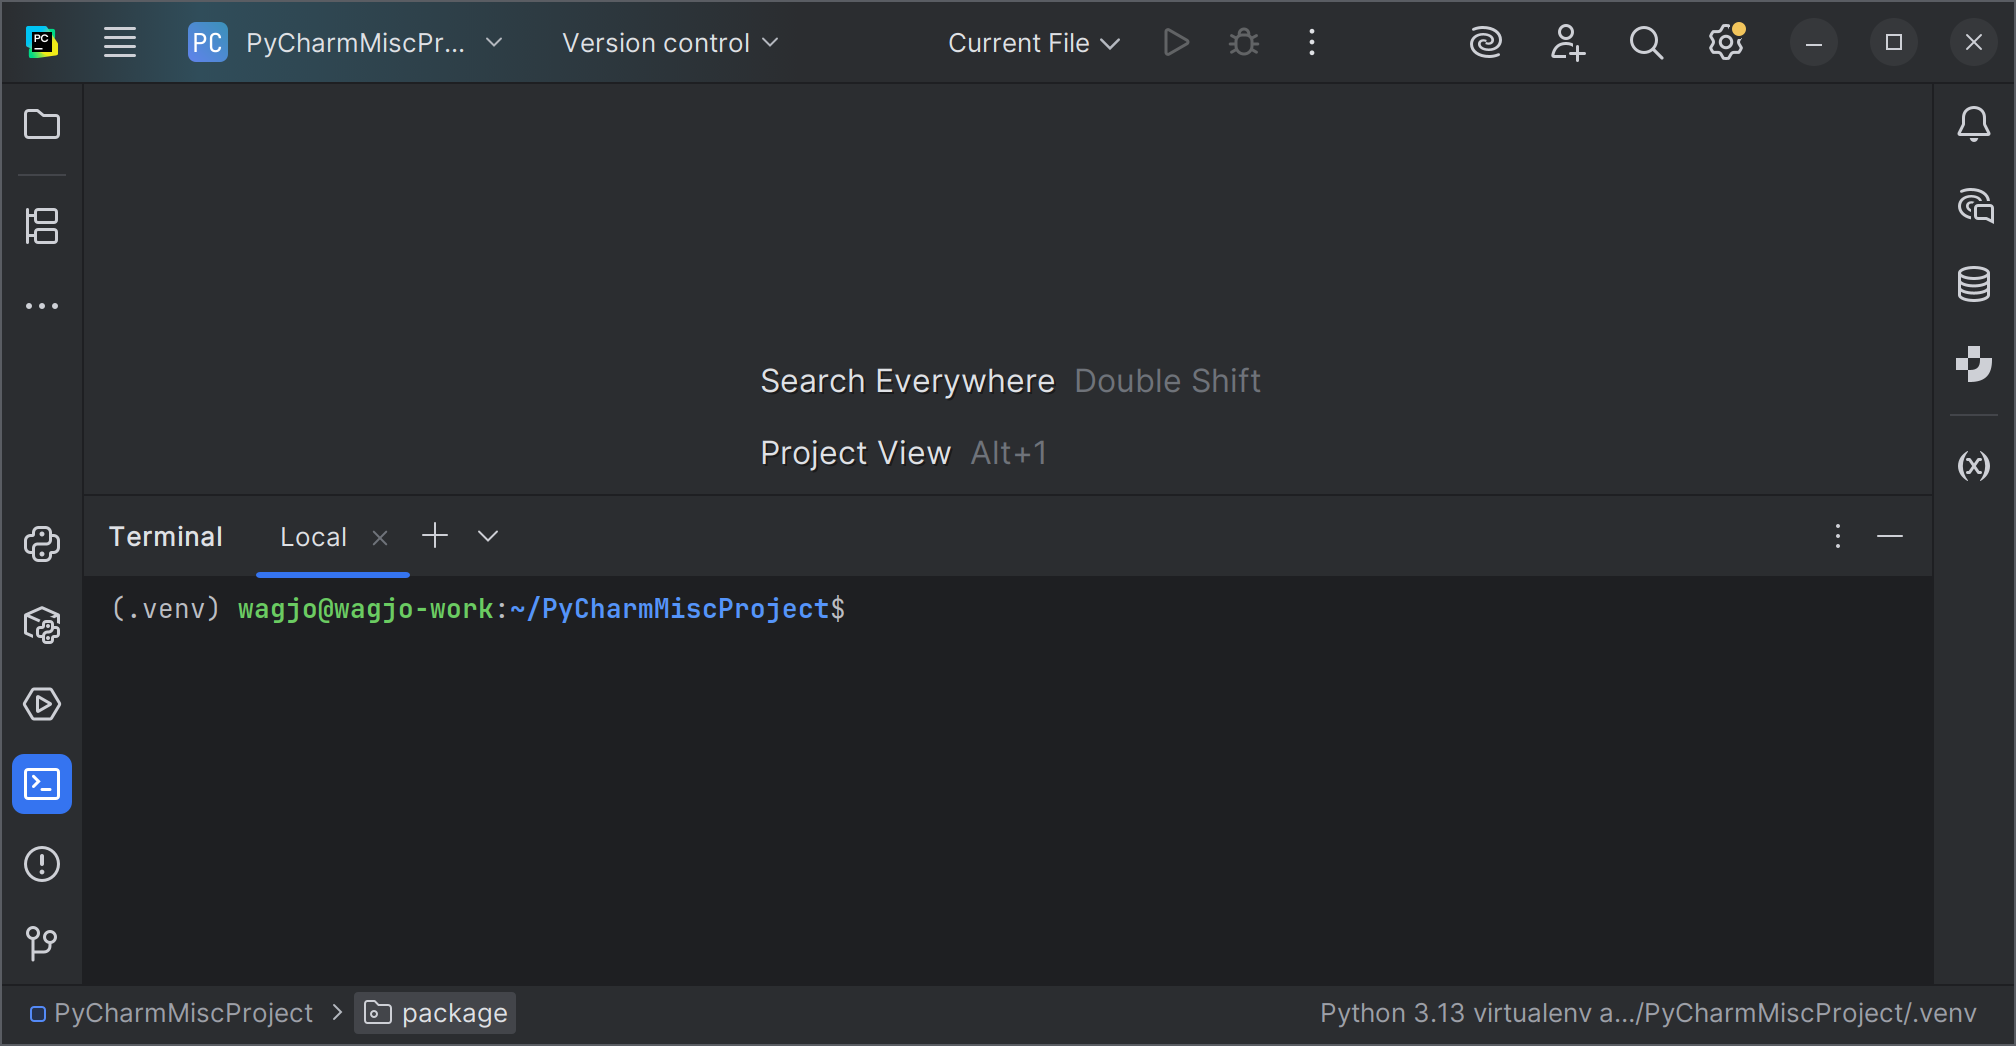 PC PC PyCharmMiscPr... Version control Current File
Search Everywhere Double Shift
Project View Alt+1
Terminal Local
(.venv) wagjo@wagjo-work:~/PyCharmMiscProject$
PyCharmMiscProject package Python 3.13 virtualenv a.../PyCharmMiscProject/.venv